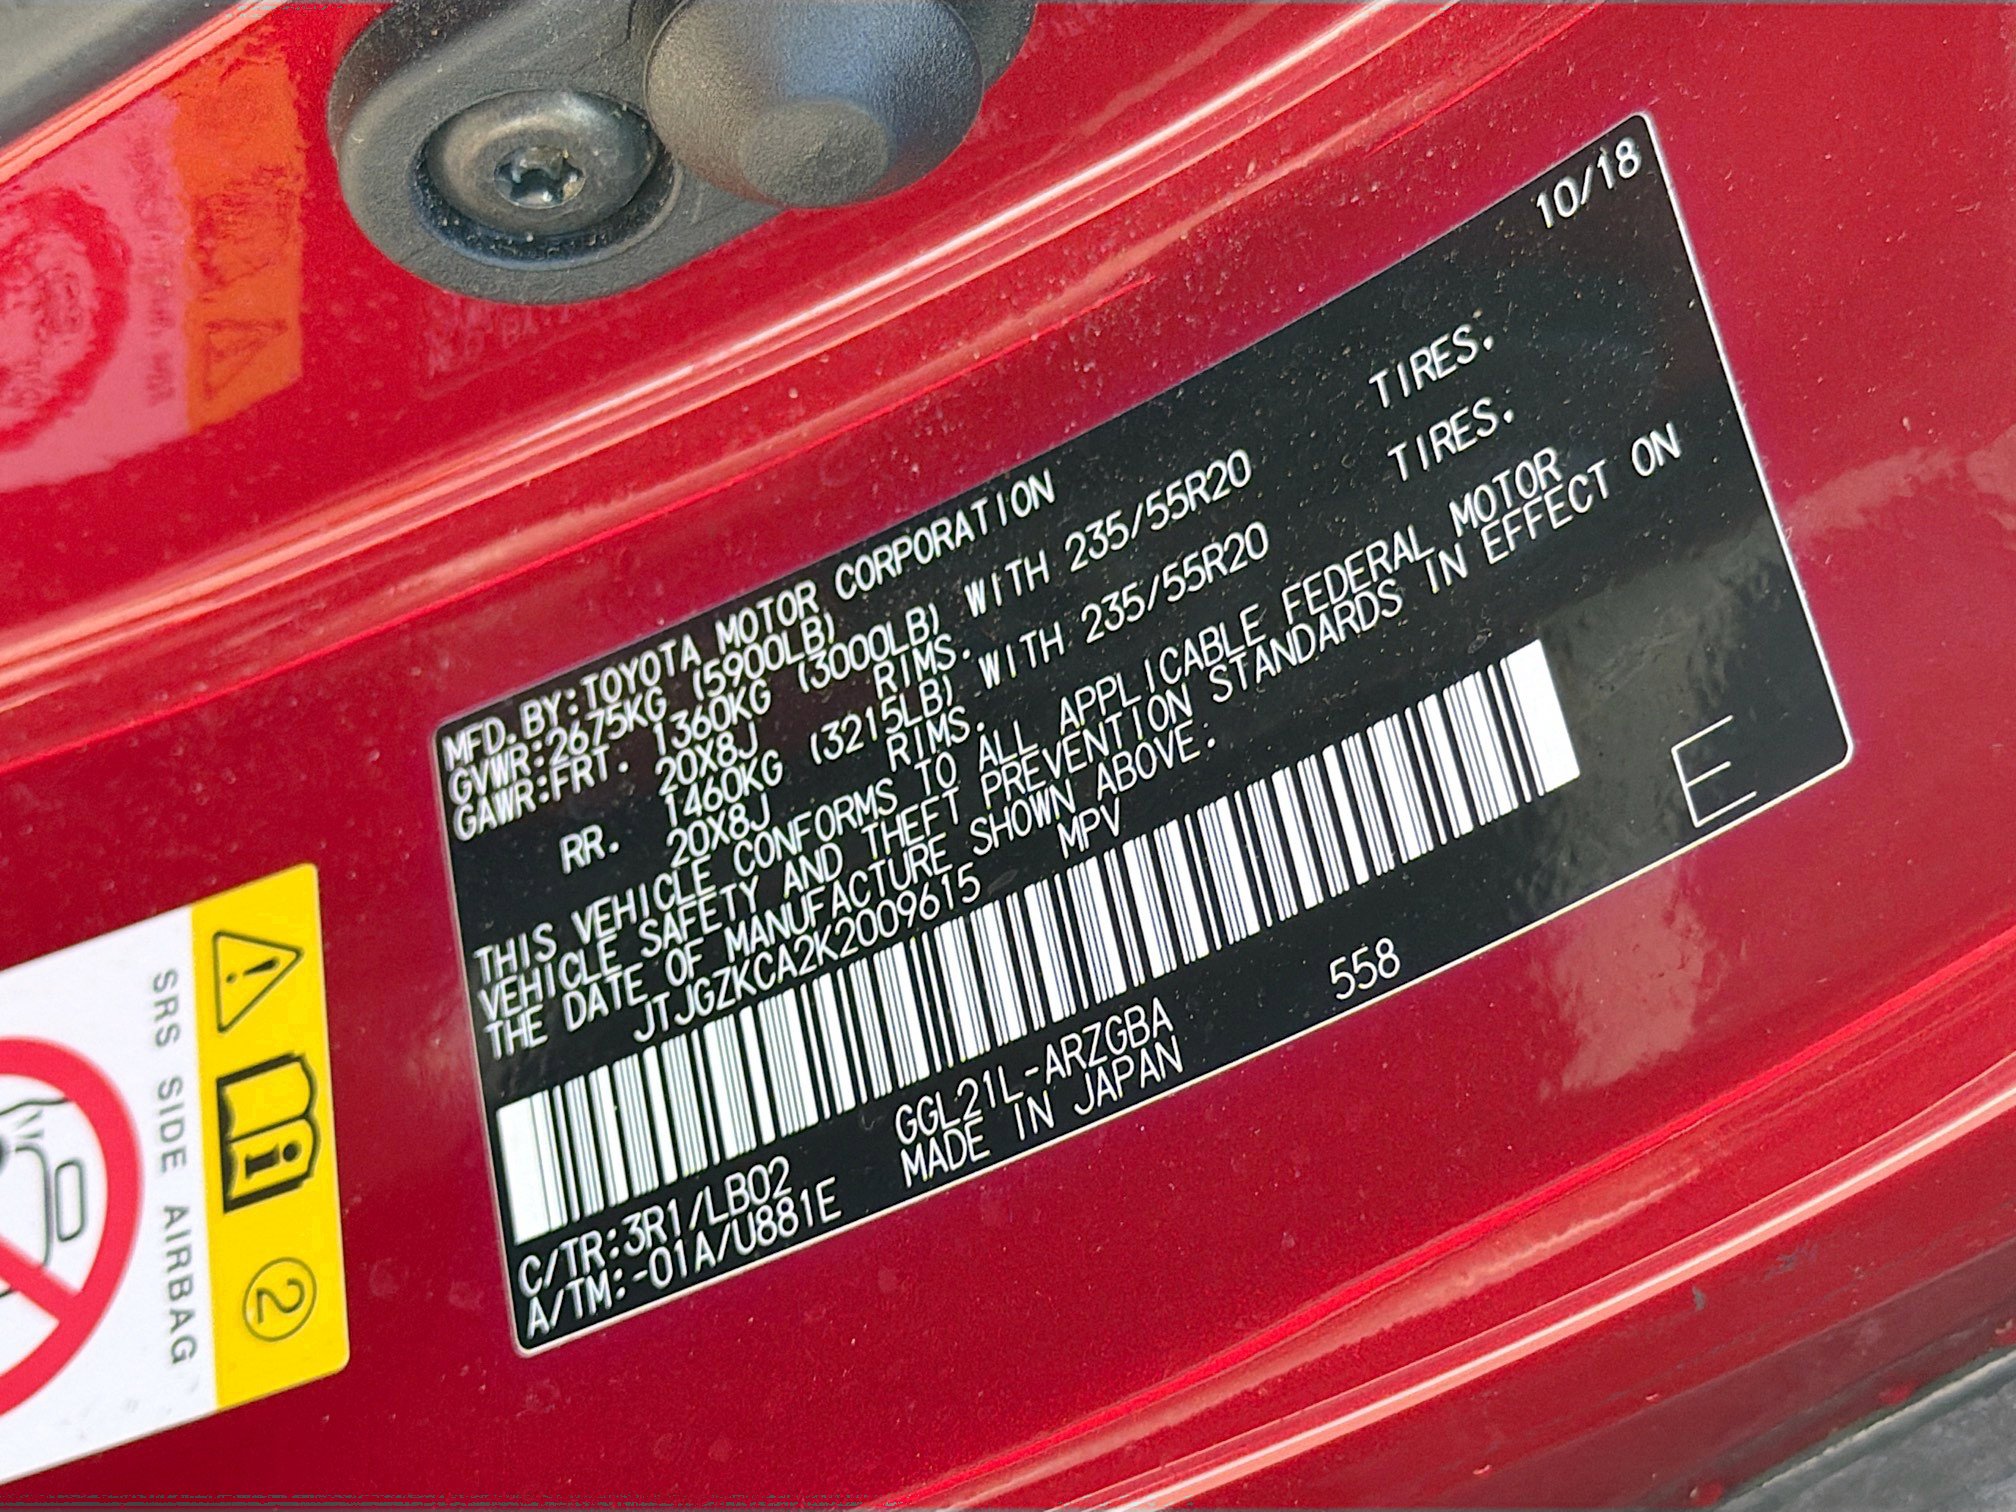 10/18
MFD.BY:TOYOTA MOTOR CORPORATION
GVWR:2675KG (5900LB)
GAWR:FRT. 1360KG (3000LB) WITH 235/55R20 TIRES.
20X8J RIMS.
RR. 1460KG (3215LB) WITH 235/55R20 TIRES.
20X8J RIMS.
THIS VEHICLE CONFORMS TO ALL APPLICABLE FEDERAL MOTOR
VEHICLE SAFETY AND THEFT PREVENTION STANDARDS IN EFFECT ON
THE DATE OF MANUFACTURE SHOWN ABOVE.
JTJGZKCA2K2009615 MPV
C/TR:3R1/LB02 GGL21L-ARZGBA 558
A/TM:-01A/U881E MADE IN JAPAN
E
SRS SIDE AIRBAG
2